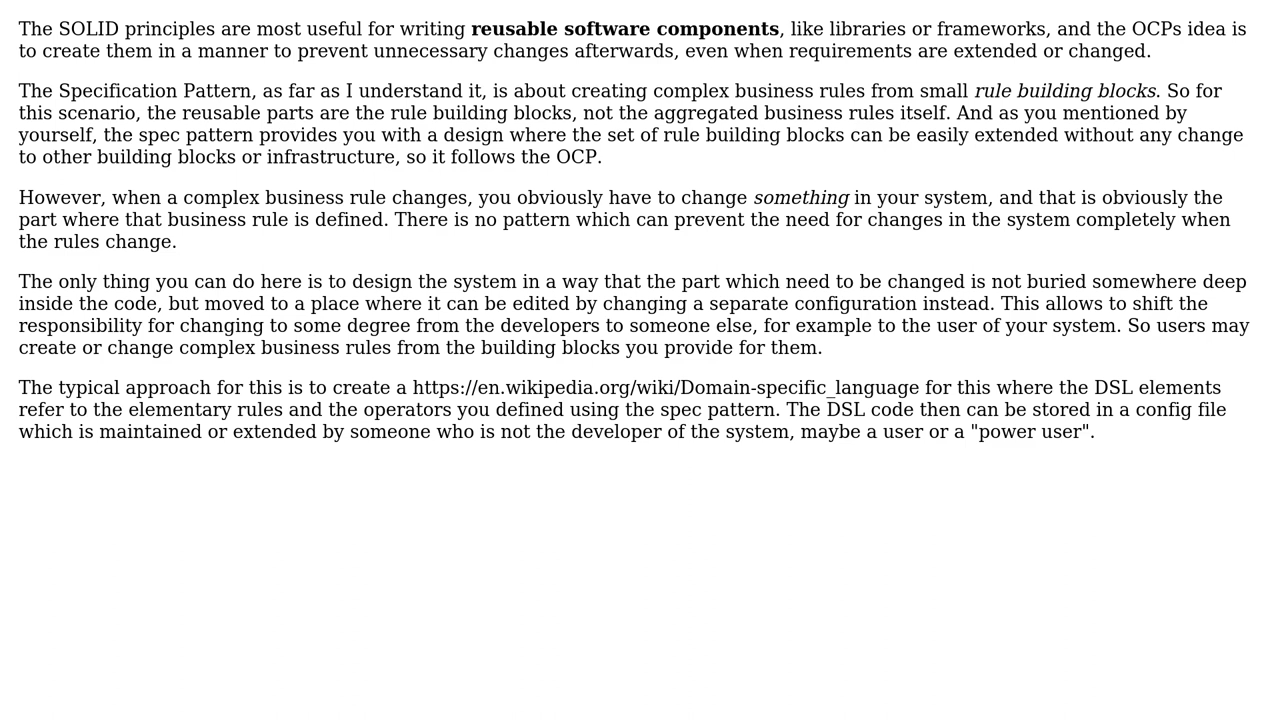 The SOLID principles are most useful for writing reusable software components, like libraries or frameworks, and the OCPs idea is
to create them in a manner to prevent unnecessary changes afterwards, even when requirements are extended or changed.
The Specification Pattern, as far as I understand it, is about creating complex business rules from small rule building blocks. So for
this scenario, the reusable parts are the rule building blocks, not the aggregated business rules itself. And as you mentioned by
yourself, the spec pattern provides you with a design where the set of rule building blocks can be easily extended without any change
to other building blocks or infrastructure, so it follows the OCP.
However, when a complex business rule changes, you obviously have to change something in your system, and that is obviously the
part where that business rule is defined. There is no pattern which can prevent the need for changes in the system completely when
the rules change.
The only thing you can do here is to design the system in a way that the part which need to be changed is not buried somewhere deep
inside the code, but moved to a place where it can be edited by changing a separate configuration instead. This allows to shift the
responsibility for changing to some degree from the developers to someone else, for example to the user of your system. So users may
create or change complex business rules from the building blocks you provide for them.
The typical approach for this is to create a https://en.wikipedia.org/wiki/Domain-specific_language for this where the DSL elements
refer to the elementary rules and the operators you defined using the spec pattern. The DSL code then can be stored in a config file
which is maintained or extended by someone who is not the developer of the system, maybe a user or a "power user".